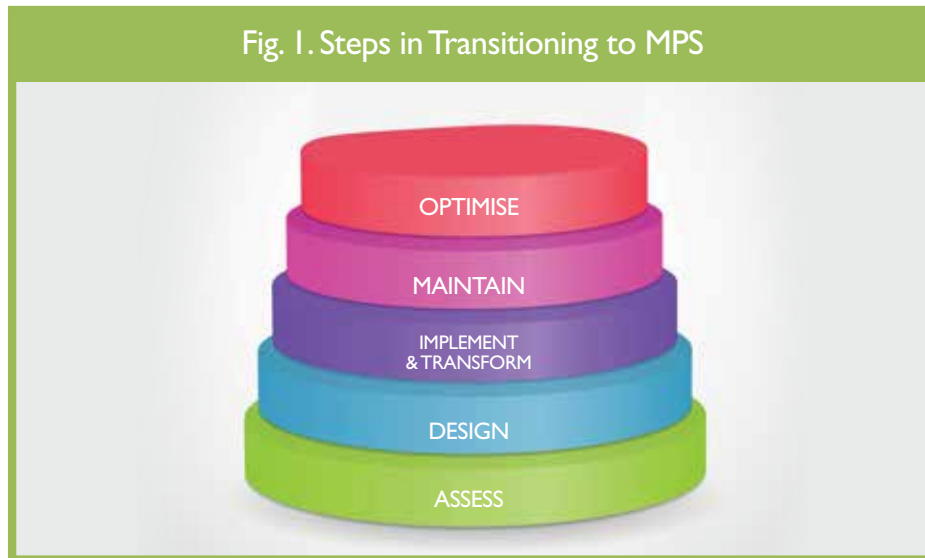 Fig. 1. Steps in Transitioning to MPS
OPTIMISE
MAINTAIN
IMPLEMENT
& TRANSFORM
DESIGN
ASSESS